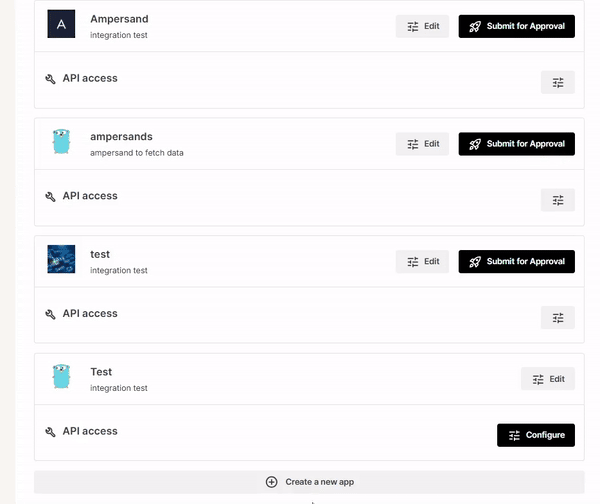 A
Ampersand
integration test
Edit
Submit for Approval
API access
ampersands
ampersand to fetch data
Edit
Submit for Approval
API access
test
integration test
Edit
Submit for Approval
API access
Test
integration test
Edit
API access
Configure
Create a new app